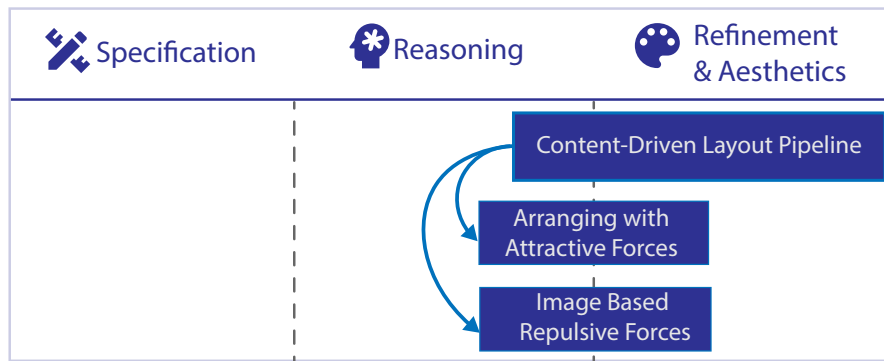 Specification
Reasoning
Refinement
& Aesthetics
Content-Driven Layout Pipeline
Arranging with
Attractive Forces
Image Based
Repulsive Forces